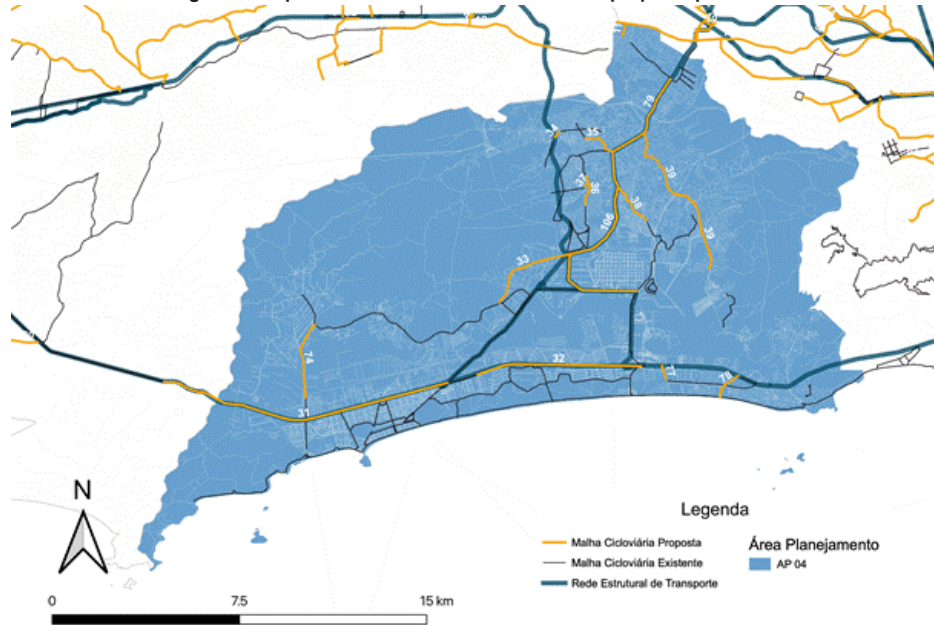 79
34
35
39
37
36
38
106
39
33
74
32
77
78
31
N
Legenda
Malha Cicloviária Proposta
Malha Cicloviária Existente
Rede Estrutural de Transporte
Área Planejamento
AP 04
0
7.5
15 km